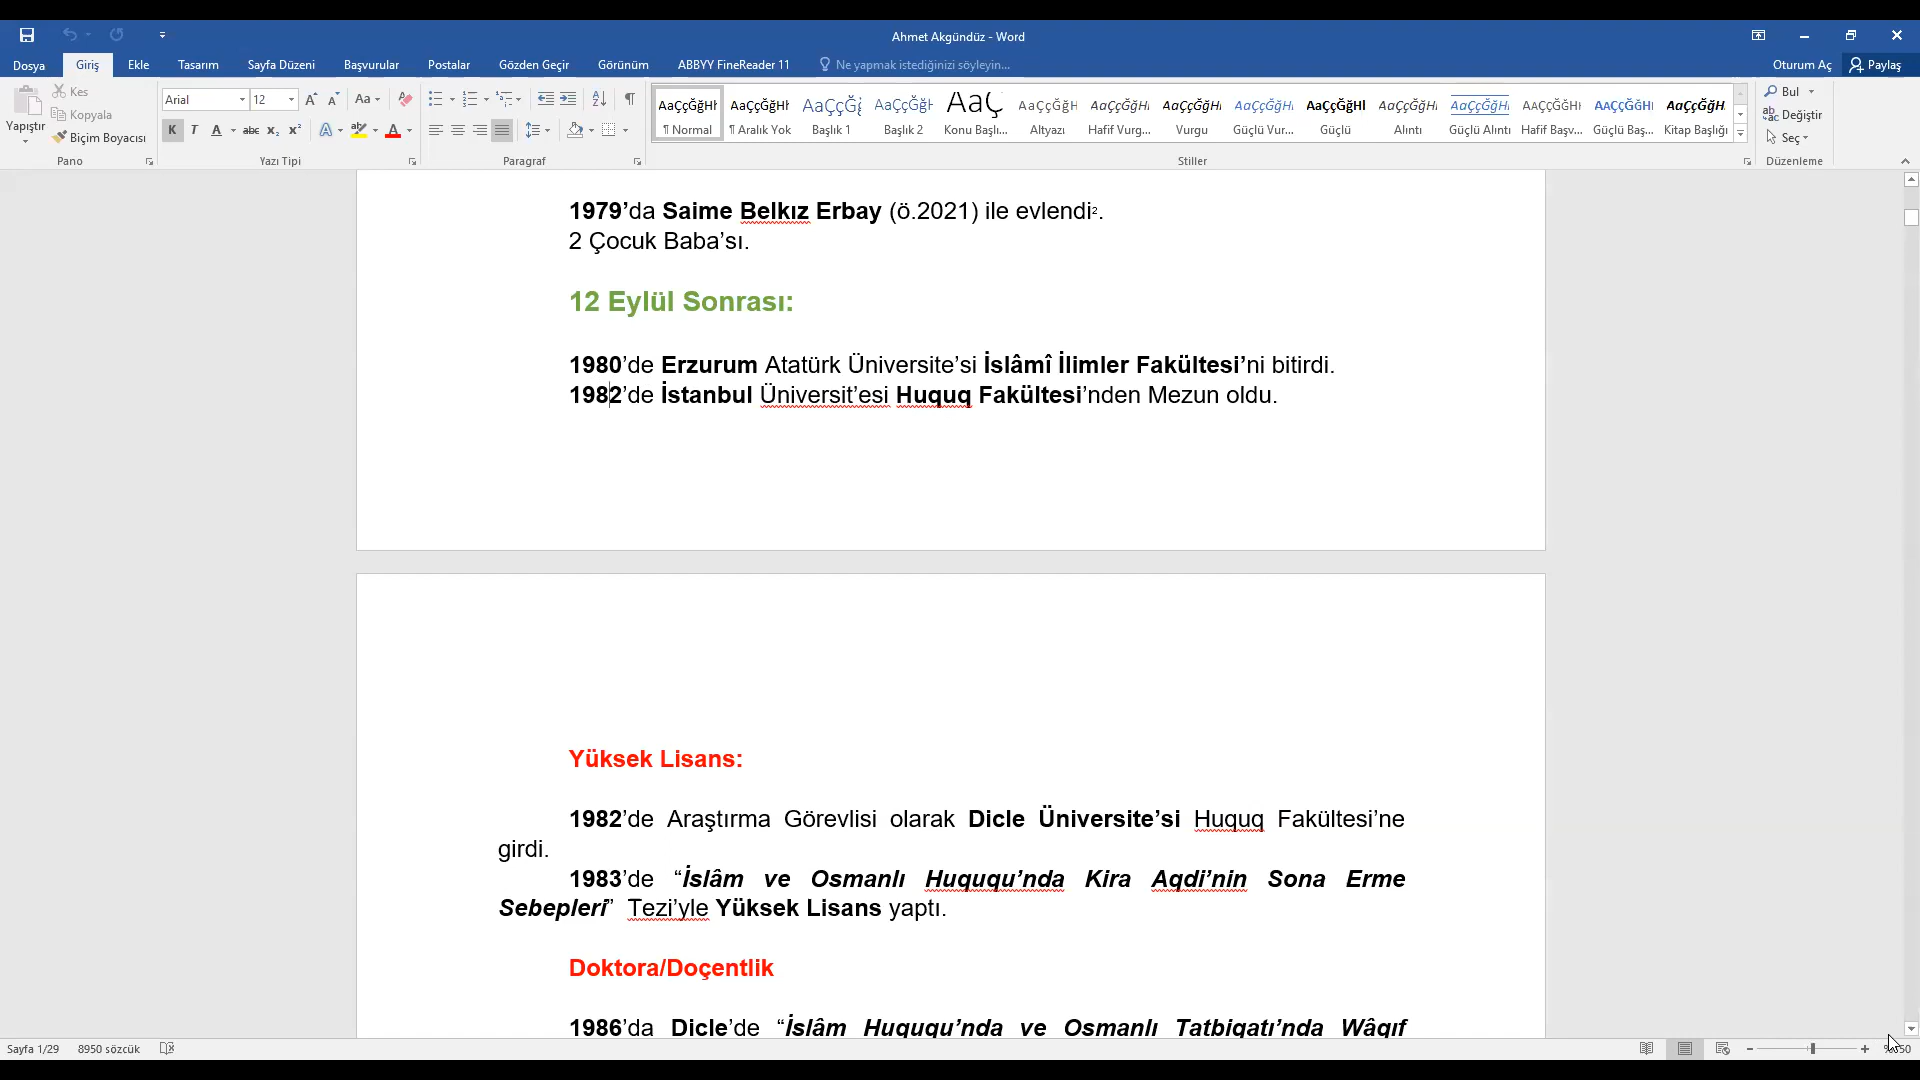 Ahmet Akgündüz - Word
Dosya Giriş Ekle Tasarım Sayfa Düzeni Başvurular Postalar Gözden Geçir Görünüm ABBYY FineReader 11 Ne yapmak istediğinizi söyleyin... Oturum Aç Paylaş
Yapıştır
Kes
Kopyala
Biçim Boyacısı
Pano
Arial 12
K T A abc x₂ x²
Yazı Tipi
Paragraf
¶ Normal ¶ Aralık Yok Başlık 1 Başlık 2 Konu Başlı... Altyazı Hafif Vurg... Vurgu Güçlü Vur... Güçlü Alıntı Güçlü Alıntı Hafif Başv... Güçlü Baş... Kitap Başlığı
Stiller
Bul
Değiştir
Seç
Düzenleme
1979’da Saime Belkız Erbay (ö.2021) ile evlendi².
2 Çocuk Baba’sı.
12 Eylül Sonrası:
1980’de Erzurum Atatürk Üniversite’si İslâmî İlimler Fakültesi’ni bitirdi.
1982’de İstanbul Üniversit’esi Huquq Fakültesi’nden Mezun oldu.
Yüksek Lisans:
1982’de Araştırma Görevlisi olarak Dicle Üniversite’si Huquq Fakültesi’ne
girdi.
1983’de “İslâm ve Osmanlı Huququ’nda Kira Aqdi’nin Sona Erme
Sebepleri” Tezi’yle Yüksek Lisans yaptı.
Doktora/Doçentlik
1986’da Dicle’de “İslâm Huququ’nda ve Osmanlı Tatbiqatı’nda Wâqıf
Sayfa 1/29 8950 sözcük